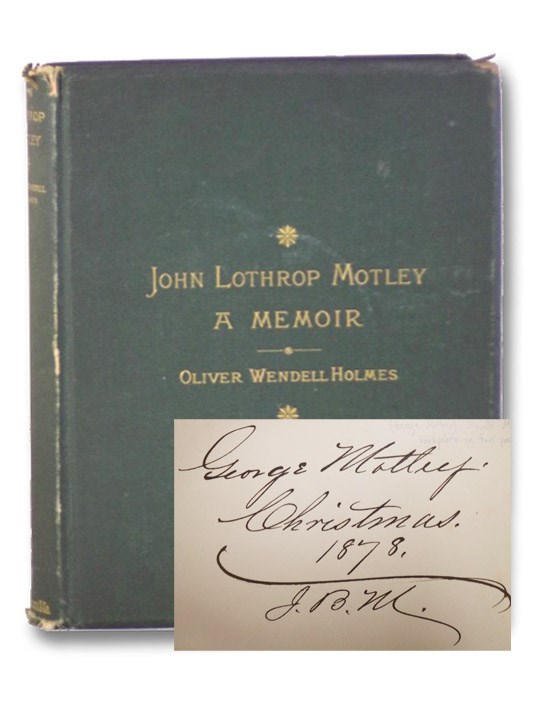 JOHN LOTHROP MOTLEY
A MEMOIR
OLIVER WENDELL HOLMES
George Motley.
Christmas.
1878.
J. B. M.